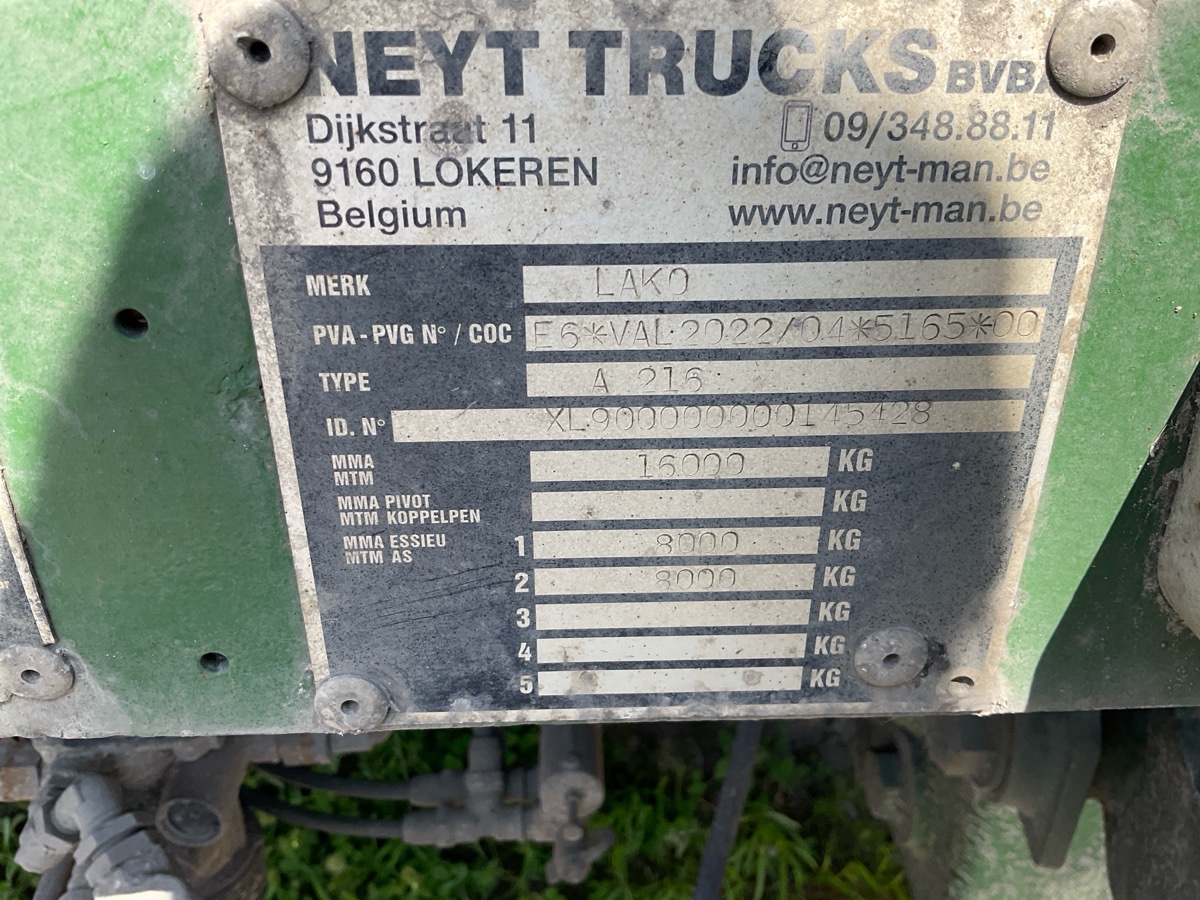 NEYT TRUCKS BVBA
Dijkstraat 11 09/348.88.11
9160 LOKEREN info@neyt-man.be
Belgium www.neyt-man.be
MERK LAKO
PVA - PVG N° / COC E6*VAL 2022/04*5165*00
TYPE A 216
ID. N° XL9000000000145428
MMA
MTM 16000 KG
MMA PIVOT
MTM KOPPELPEN KG
MMA ESSIEU
MTM AS 1 8000 KG
2 8000 KG
3 KG
4 KG
5 KG